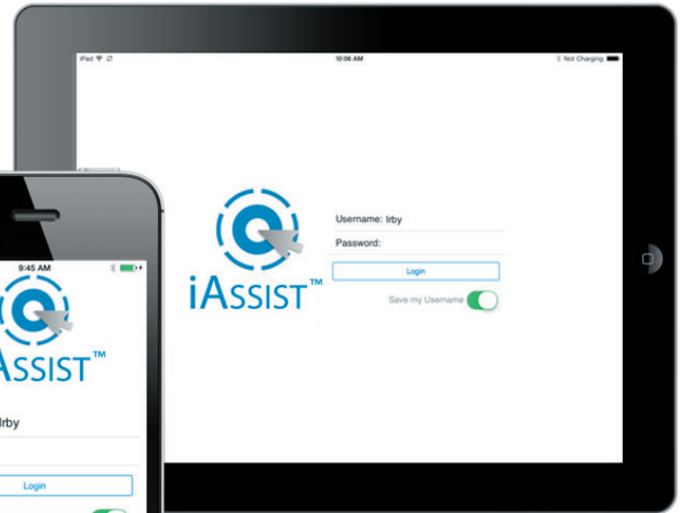 iPad
10:06 AM
Not Charging
Username: Irby
Password:
Login
Save my Username
iASSIST™
9:45 AM
ASSIST™
Irby
Login